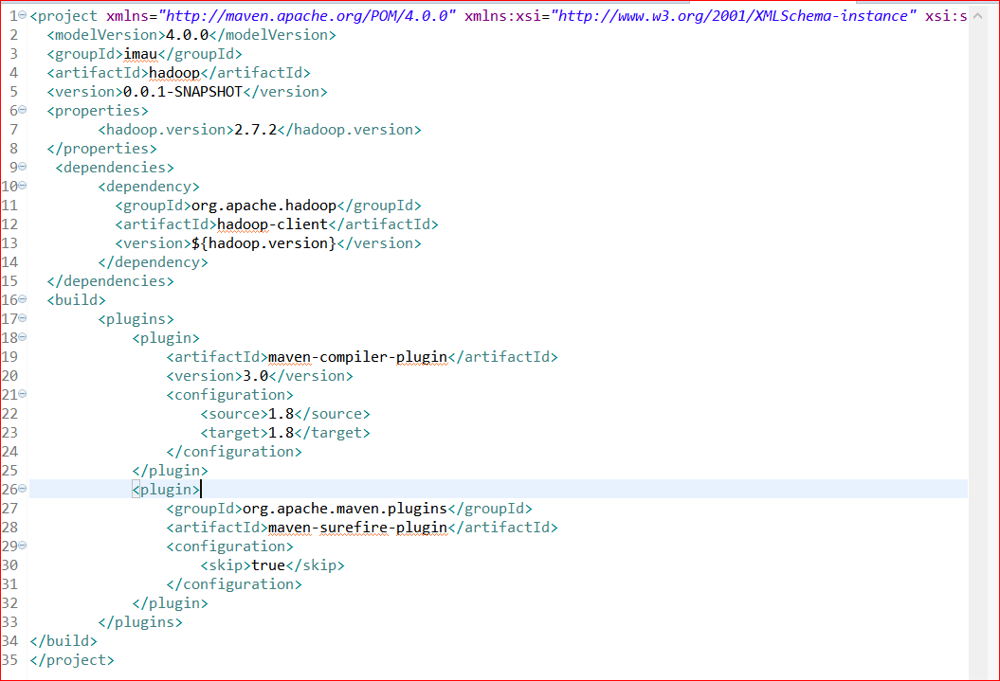 1 <project xmlns="http://maven.apache.org/POM/4.0.0" xmlns:xsi="http://www.w3.org/2001/XMLSchema-instance" xsi:s
2 <modelVersion>4.0.0</modelVersion>
3 <groupId>imau</groupId>
4 <artifactId>hadoop</artifactId>
5 <version>0.0.1-SNAPSHOT</version>
6 <properties>
7 <hadoop.version>2.7.2</hadoop.version>
8 </properties>
9 <dependencies>
10 <dependency>
11 <groupId>org.apache.hadoop</groupId>
12 <artifactId>hadoop-client</artifactId>
13 <version>${hadoop.version}</version>
14 </dependency>
15 </dependencies>
16 <build>
17 <plugins>
18 <plugin>
19 <artifactId>maven-compiler-plugin</artifactId>
20 <version>3.0</version>
21 <configuration>
22 <source>1.8</source>
23 <target>1.8</target>
24 </configuration>
25 </plugin>
26 <plugin>
27 <groupId>org.apache.maven.plugins</groupId>
28 <artifactId>maven-surefire-plugin</artifactId>
29 <configuration>
30 <skip>true</skip>
31 </configuration>
32 </plugin>
33 </plugins>
34 </build>
35 </project>